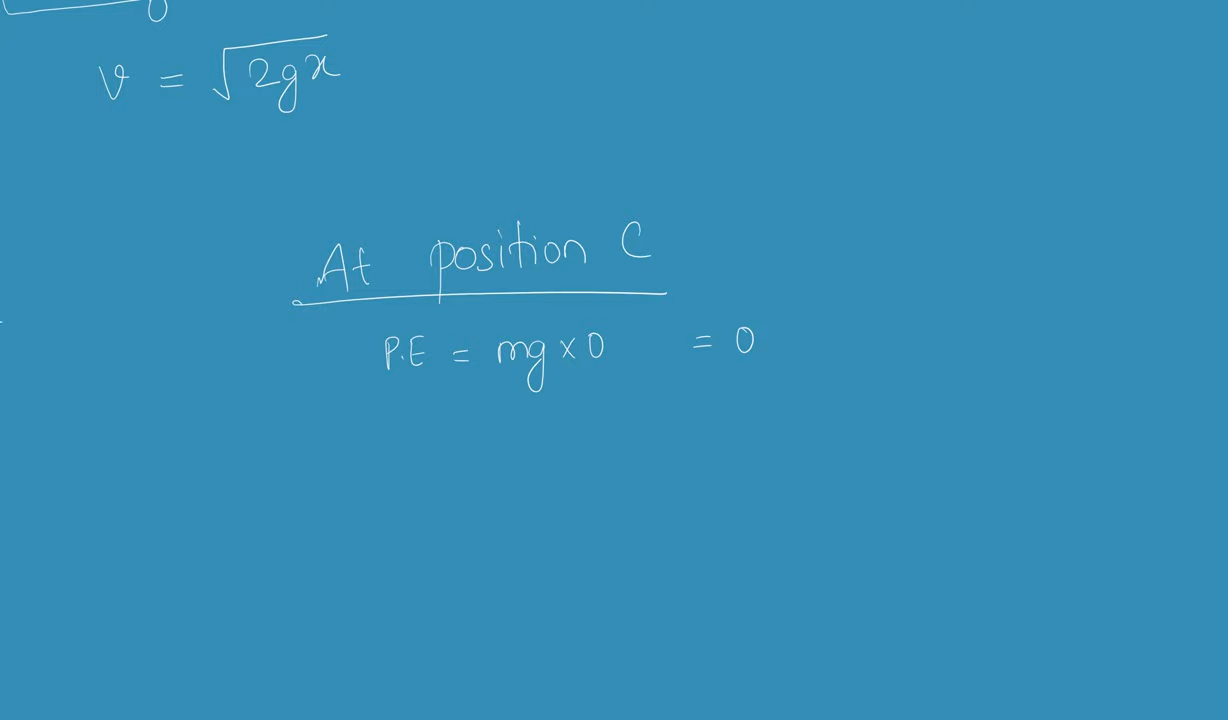 v = √2gx
At position C
P.E = mg × 0 = 0